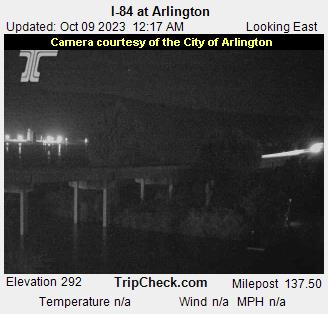 I-84 at Arlington
Updated: Oct 09 2023 12:17 AM Looking East
Camera courtesy of the City of Arlington
Elevation 292 TripCheck.com Milepost 137.50
Temperature n/a Wind n/a MPH n/a